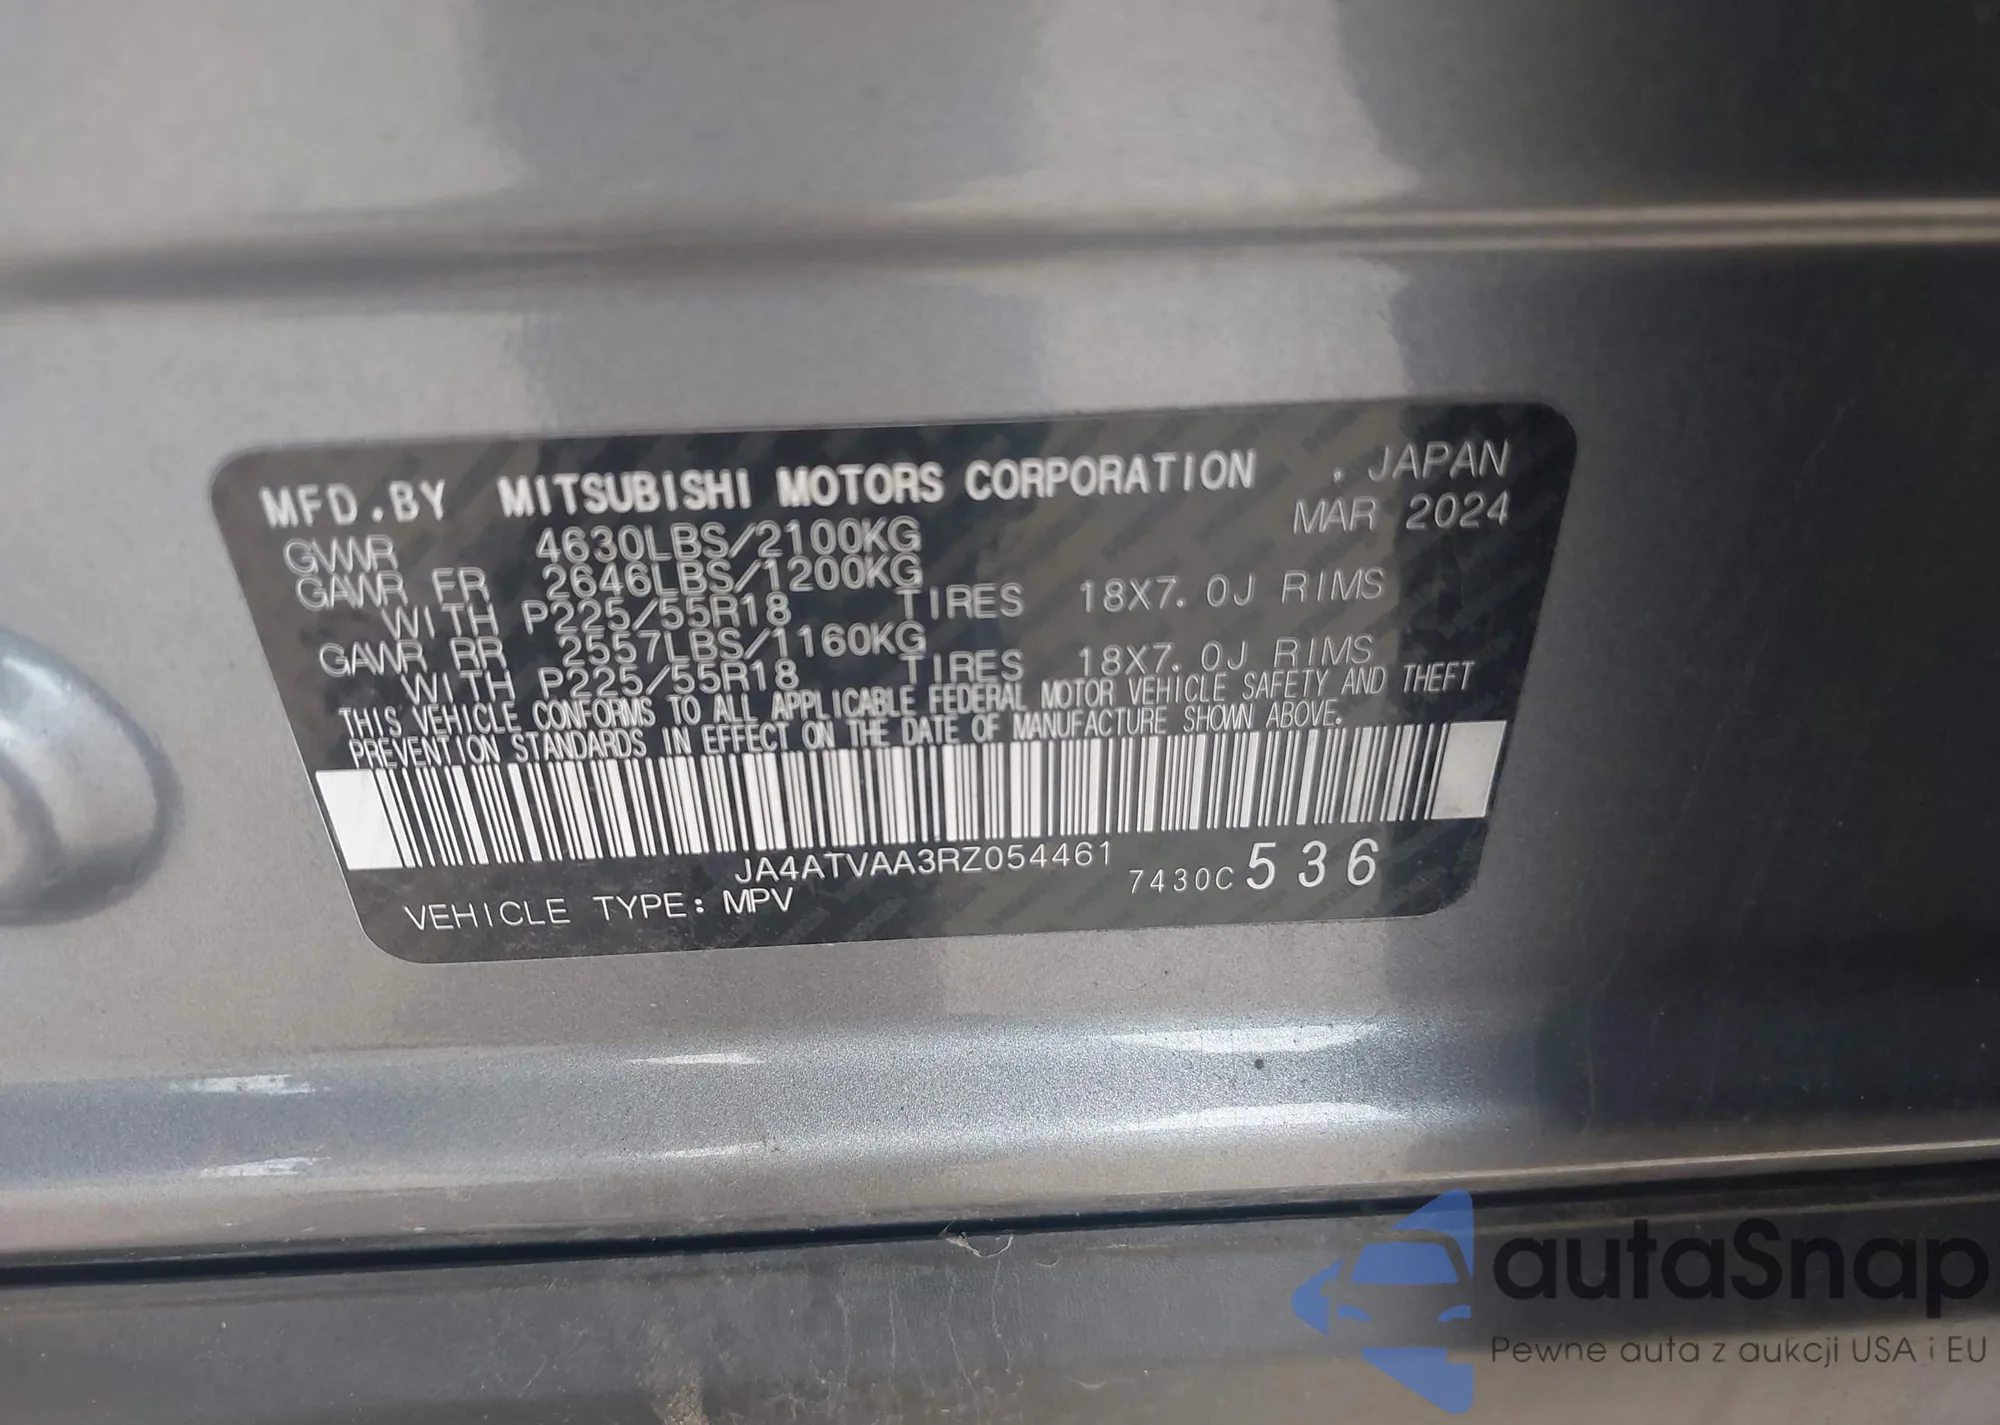 MFD.BY MITSUBISHI MOTORS CORPORATION . JAPAN
MAR 2024
GVWR 4630LBS/2100KG
GAWR FR 2646LBS/1200KG
WITH P225/55R18 TIRES 18X7.0J RIMS
GAWR RR 2557LBS/1160KG
WITH P225/55R18 TIRES 18X7.0J RIMS
THIS VEHICLE CONFORMS TO ALL APPLICABLE FEDERAL MOTOR VEHICLE SAFETY AND THEFT
PREVENTION STANDARDS IN EFFECT ON THE DATE OF MANUFACTURE SHOWN ABOVE.
JA4ATVAA3RZ054461
7430C 536
VEHICLE TYPE: MPV
autaSnap
Pewne auta z aukcji USA i EU